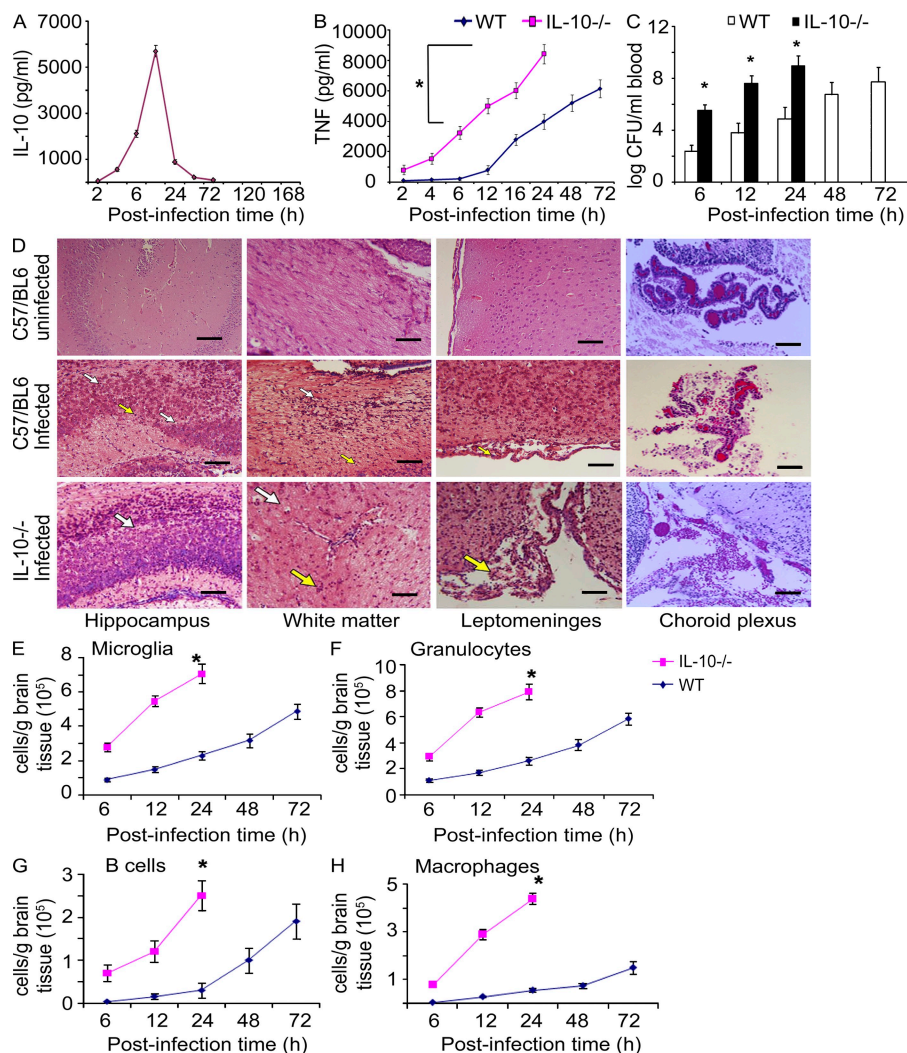 A
IL-10 (pg/ml)
7000
5000
3000
1000
2 6 24 72 120 168
Post-infection time (h)
B
WT IL-10-/-
TNF (pg/ml)
10000
8000
6000
4000
2000
0
*
2 4 6 12 16 24 48 72
Post-infection time (h)
C
WT IL-10-/-
log CFU/ml blood
12
8
4
0
* * *
6 12 24 48 72
Post-infection time (h)
D
C57/BL6
uninfected
C57/BL6
Infected
IL-10-/-
Infected
Hippocampus White matter Leptomeninges Choroid plexus
E Microglia
cells/g brain
tissue (10⁵)
8
6
4
2
0
*
6 12 24 48 72
Post-infection time (h)
F Granulocytes
cells/g brain
tissue (10⁵)
10
8
6
4
2
0
*
6 12 24 48 72
Post-infection time (h)
IL-10-/-
WT
G B cells
cells/g brain
tissue (10⁵)
3
2
1
0
*
6 12 24 48 72
Post-infection time (h)
H Macrophages
cells/g brain
tissue (10⁵)
5
3
1
*
6 12 24 48 72
Post-infection time (h)